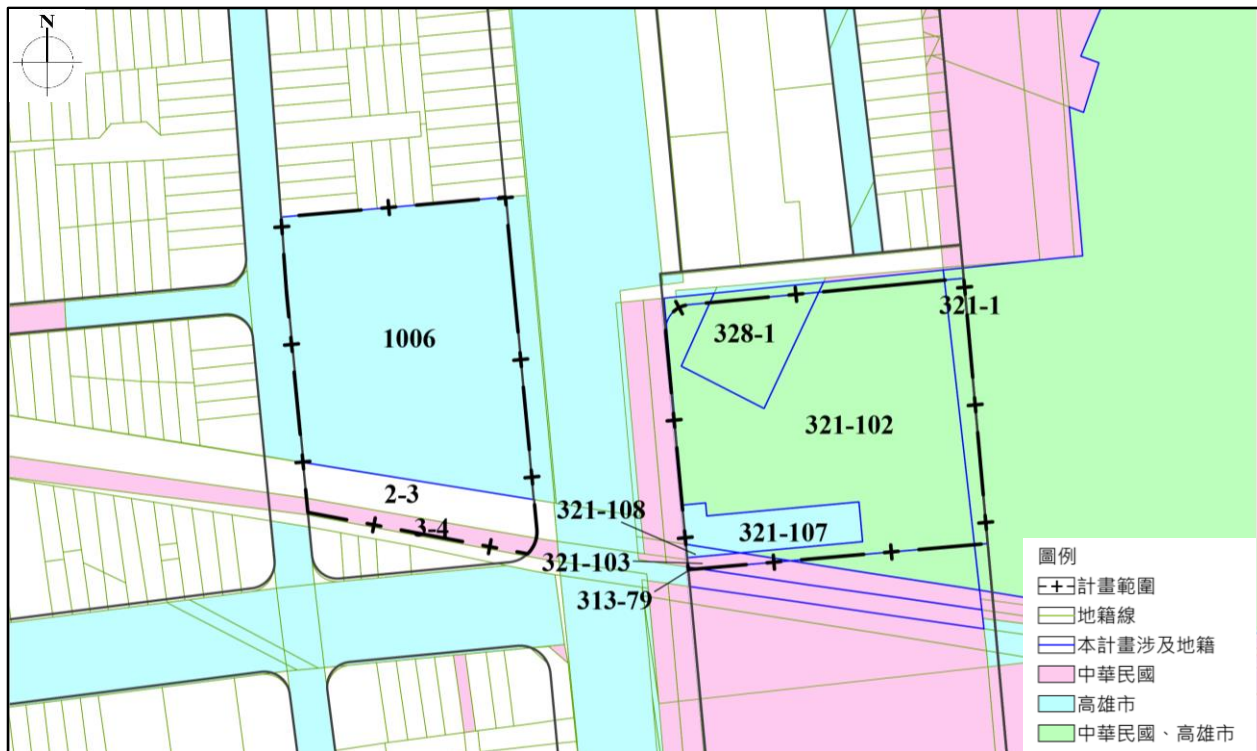 N
321-1
328-1
1006
321-102
2-3
3-4
321-108
321-107
321-103
313-79
圖例
計畫範圍
地籍線
本計畫涉及地籍
中華民國
高雄市
中華民國、高雄市